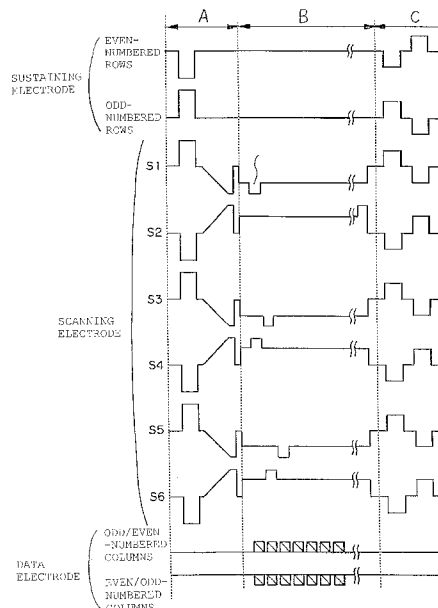 A B C
EVEN-
NUMBERED
ROWS
SUSTAINING
ELECTRODE
ODD-
NUMBERED
ROWS
S1
S2
S3
SCANNING
ELECTRODE
S4
S5
S6
ODD/EVEN
-NUMBERED
COLUMNS
DATA
ELECTRODE
EVEN/ODD-
NUMBERED
COLUMNS